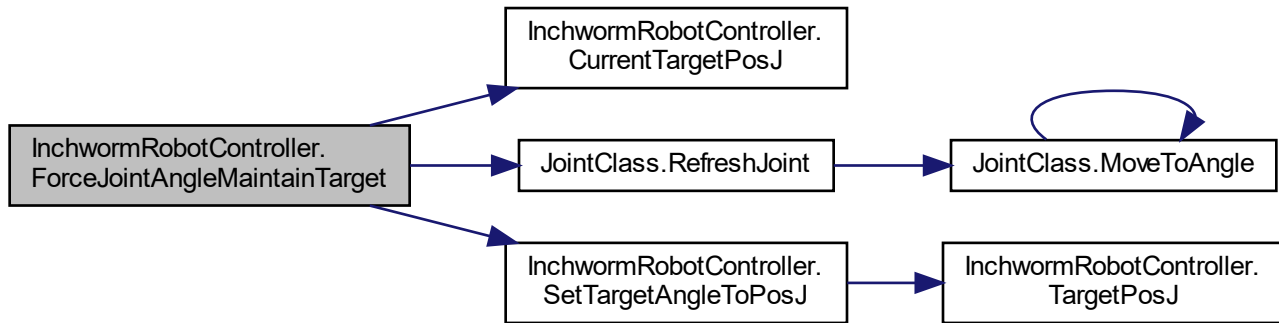 InchwormRobotController.
CurrentTargetPosJ
InchwormRobotController.
ForceJointAngleMaintainTarget
JointClass.RefreshJoint
JointClass.MoveToAngle
InchwormRobotController.
SetTargetAngleToPosJ
InchwormRobotController.
TargetPosJ